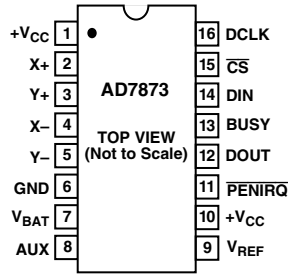 +VCC 1 16 DCLK
X+ 2 15 CS
Y+ 3 AD7873 14 DIN
X– 4 TOP VIEW 13 BUSY
Y– 5 (Not to Scale) 12 DOUT
GND 6 11 PENIRQ
VBAT 7 10 +VCC
AUX 8 9 VREF